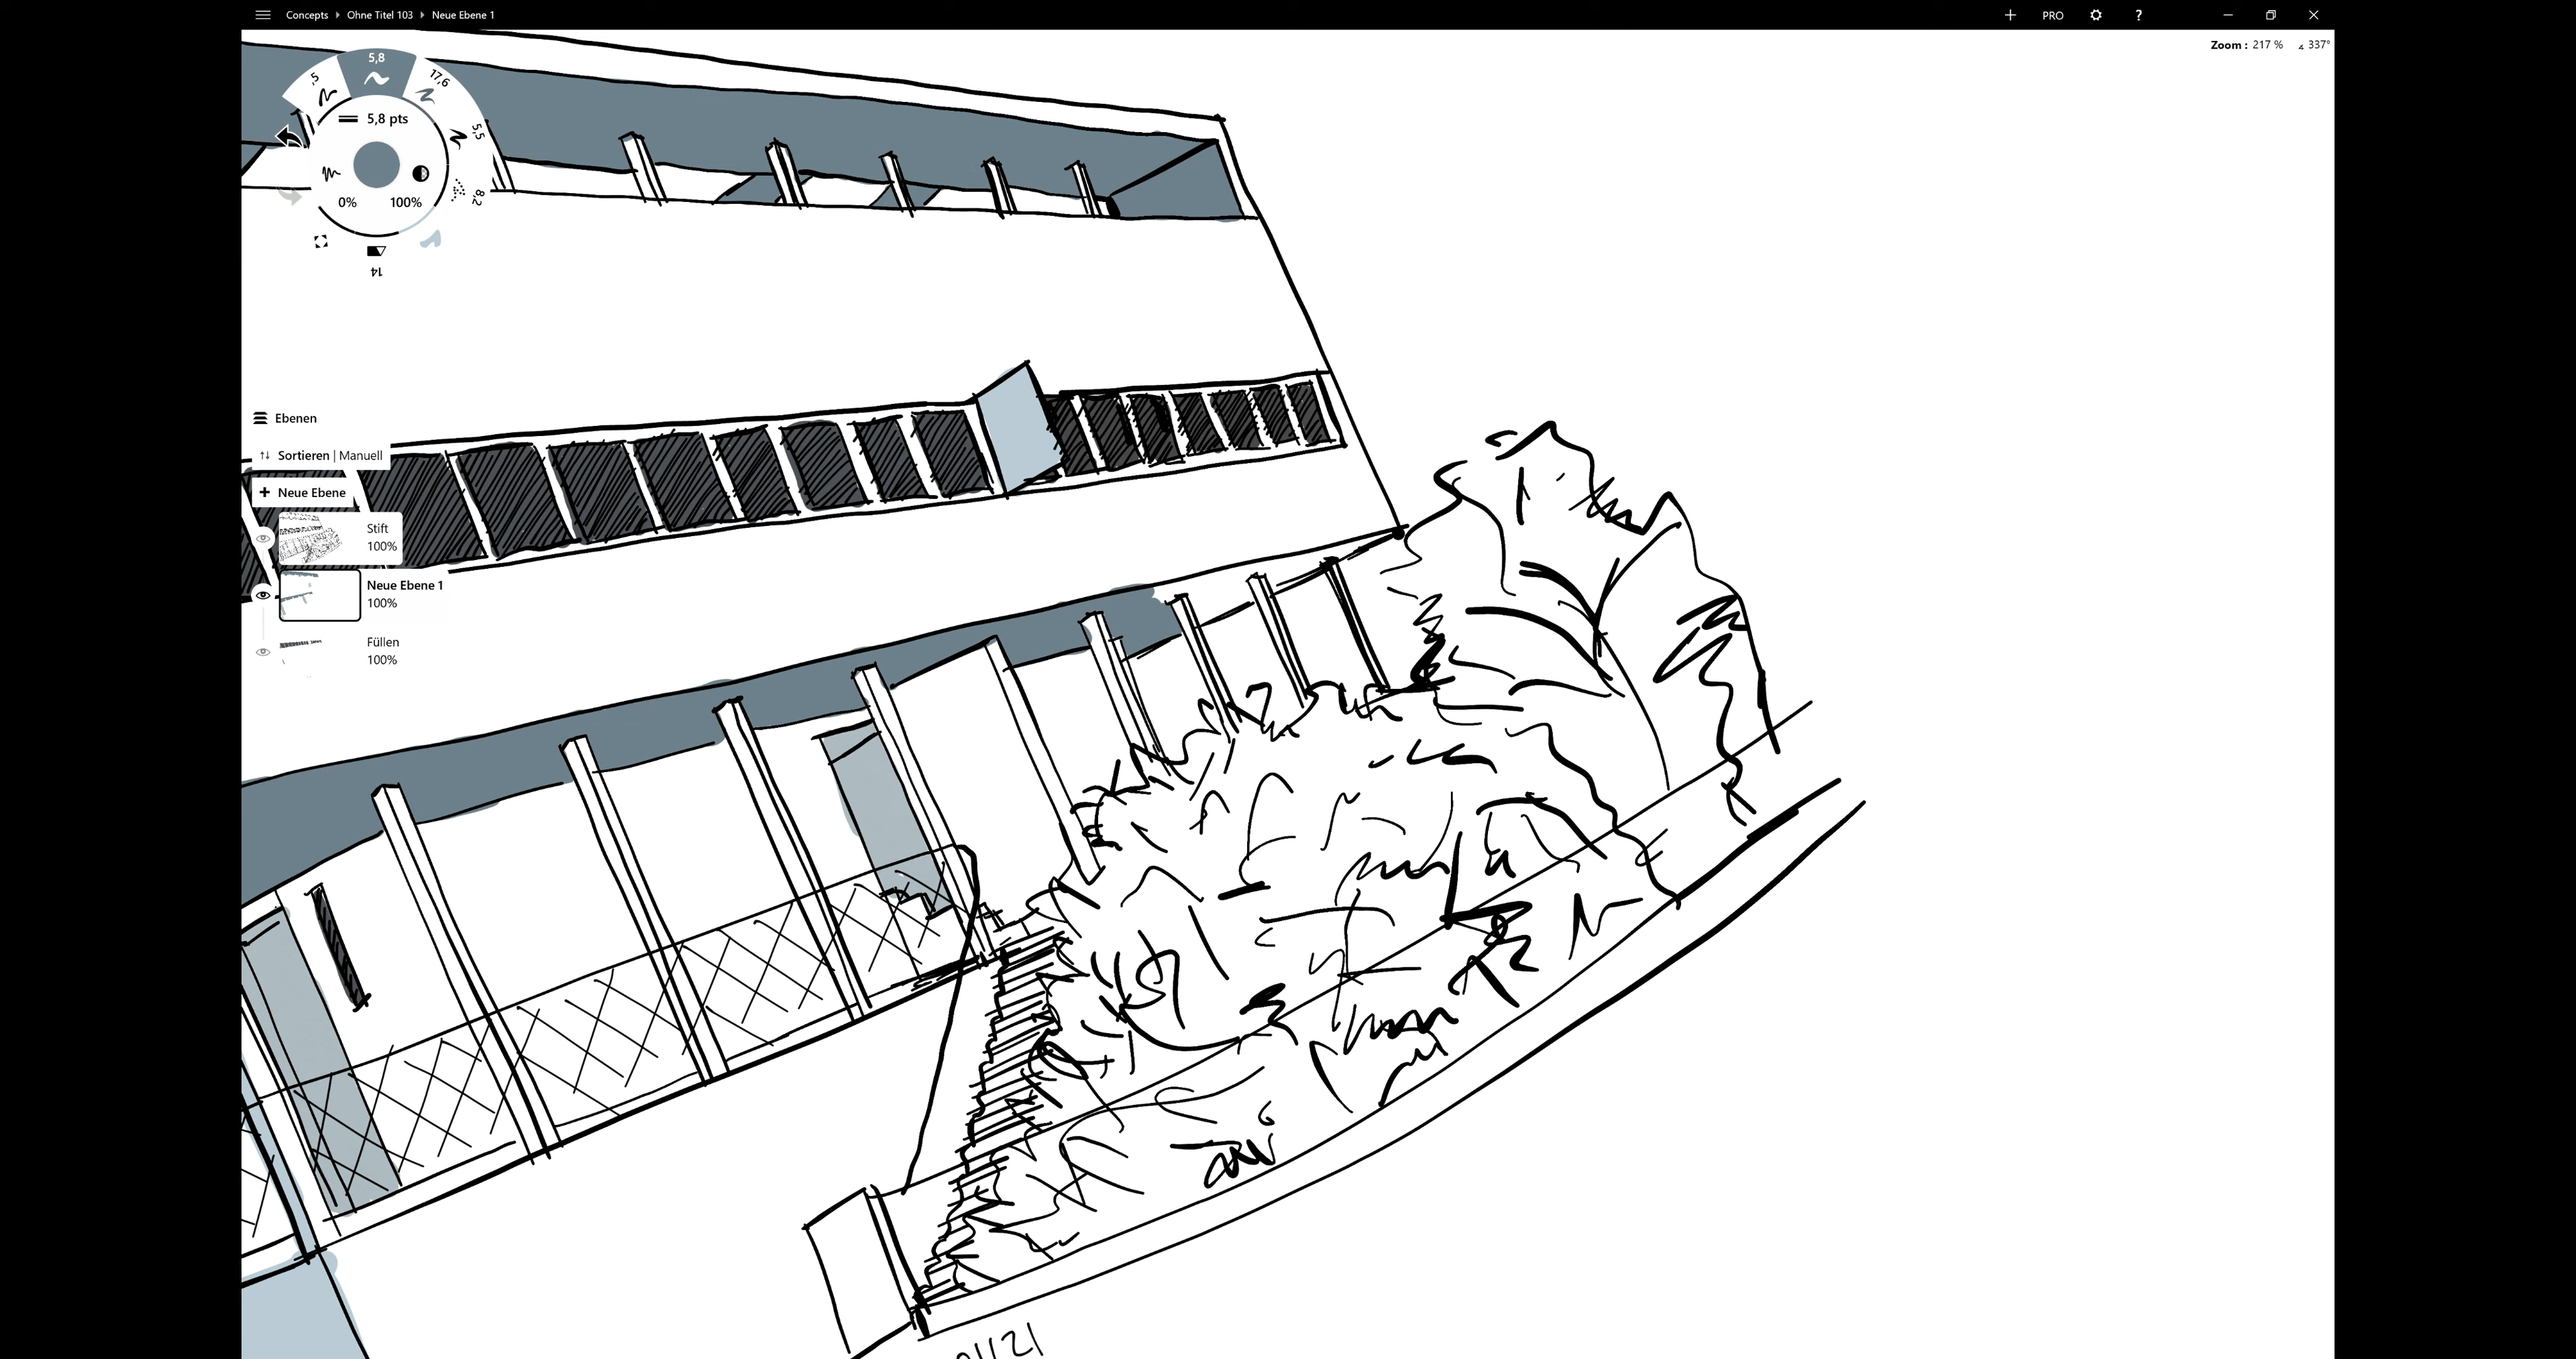 Concepts Ohne Titel 103 Neue Ebene 1
PRO ?
Zoom : 217 % 337°
,5
5,8
17,6
5,5
8,2
14
5,8 pts
0% 100%
Ebenen
Sortieren | Manuell
Neue Ebene
Stift
100%
Neue Ebene 1
100%
Füllen
100%